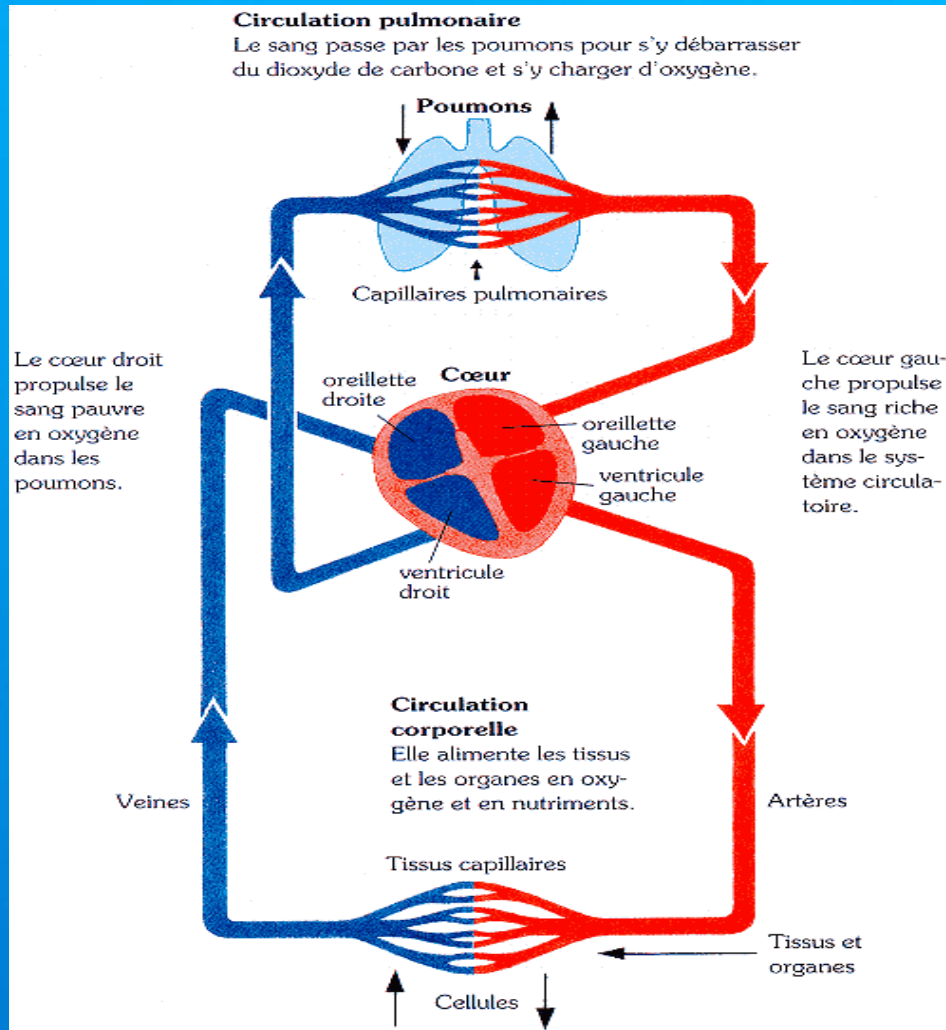 Circulation pulmonaire
Le sang passe par les poumons pour s'y débarrasser
du dioxyde de carbone et s'y charger d'oxygène.
Poumons
Capillaires pulmonaires
Le cœur droit
propulse le
sang pauvre
en oxygène
dans les
poumons.
oreillette
droite
Cœur
oreillette
gauche
ventricule
gauche
ventricule
droit
Le cœur gau-
che propulse
le sang riche
en oxygène
dans le sys-
tème circula-
toire.
Circulation
corporelle
Elle alimente les tissus
et les organes en oxy-
gène et en nutriments.
Veines
Artères
Tissus capillaires
Tissus et
organes
Cellules